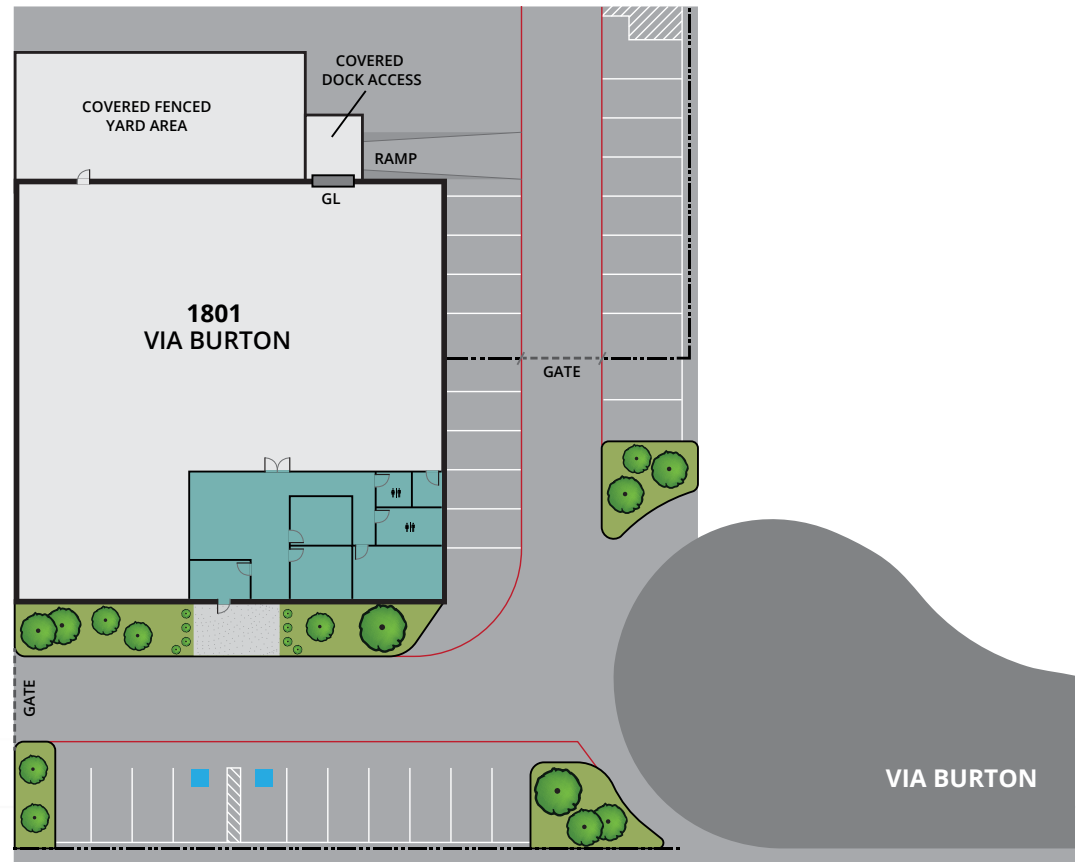 COVERED
DOCK ACCESS
COVERED FENCED
YARD AREA
RAMP
GL
1801
VIA BURTON
GATE
GATE
VIA BURTON